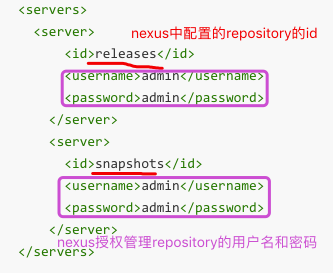 <servers>
<server>
nexus中配置的repository的id
<id>releases</id>
<username>admin</username>
<password>admin</password>
</server>
<server>
<id>snapshots</id>
<username>admin</username>
<password>admin</password>
</server>
nexus授权管理repository的用户名和密码
</servers>